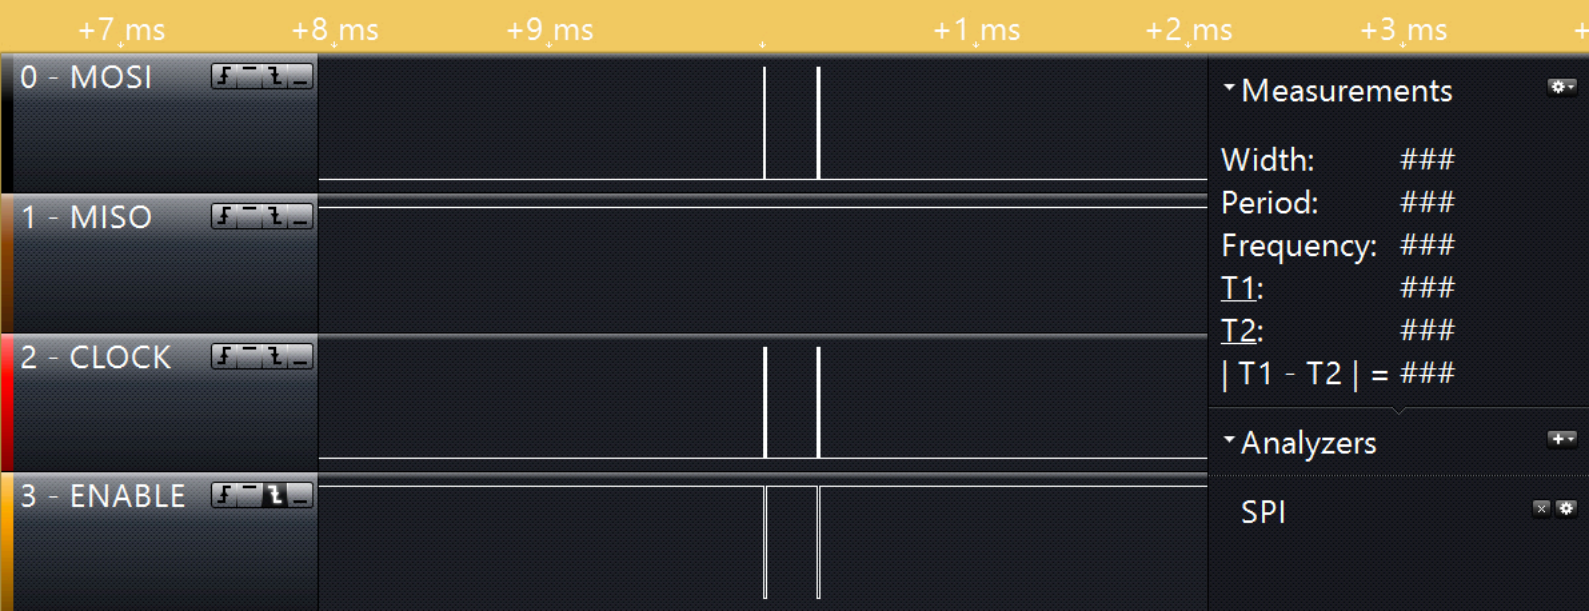 +7 ms +8 ms +9 ms +1 ms +2 ms +3 ms +
0 - MOSI
Measurements
Width: ###
1 - MISO
Period: ###
Frequency: ###
T1: ###
T2: ###
2 - CLOCK
| T1 - T2 | = ###
Analyzers
3 - ENABLE
SPI